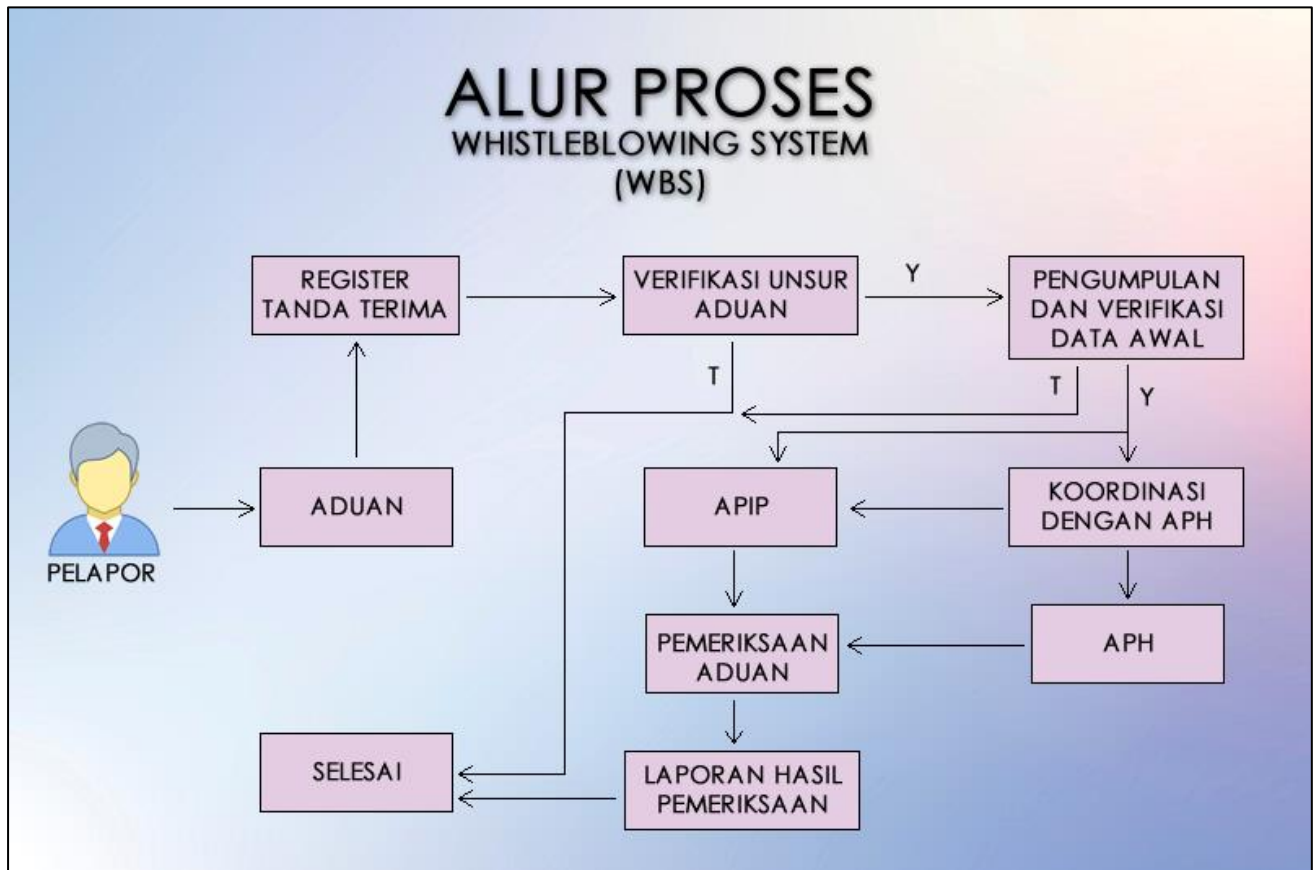 ALUR PROSES
WHISTLEBLOWING SYSTEM
(WBS)
REGISTER
TANDA TERIMA
VERIFIKASI UNSUR
ADUAN
Y
PENGUMPULAN
DAN VERIFIKASI
DATA AWAL
T
T
Y
PELAPOR
ADUAN
APIP
KOORDINASI
DENGAN APH
PEMERIKSAAN
ADUAN
APH
SELESAI
LAPORAN HASIL
PEMERIKSAAN